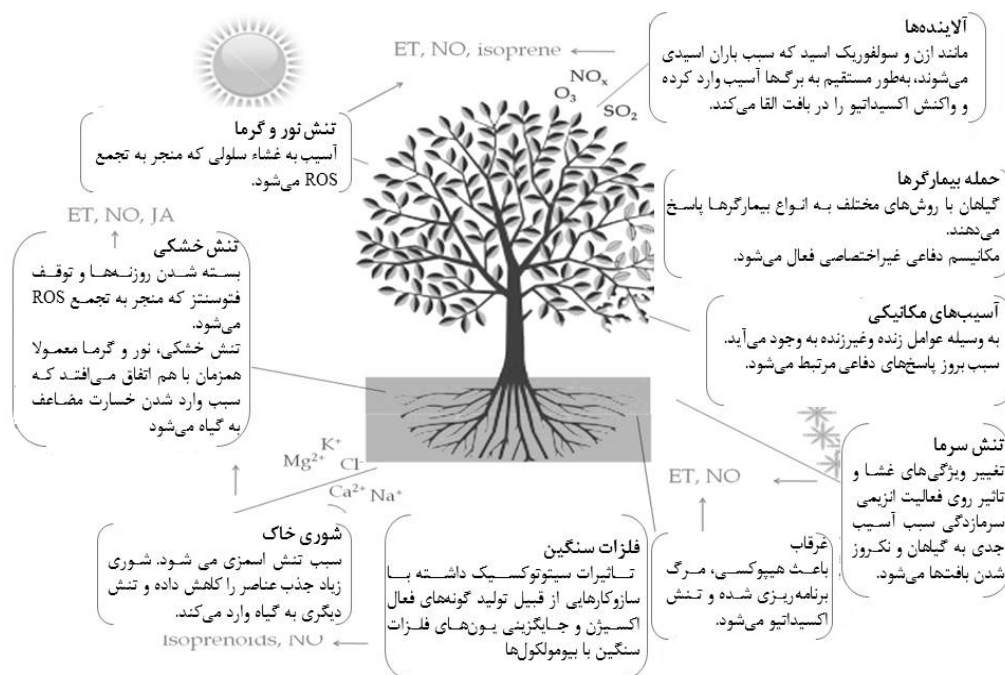 ET, NO, isoprene
NOx
O3
SO2
آلاینده‌ها
مانند ازن و سولفوریک اسید که سبب باران اسیدی
می‌شوند، به‌طور مستقیم به برگ‌ها آسیب وارد کرده
و واکنش اکسیداتیو را در بافت القا می‌کند.
تنش نور و گرما
آسیب به غشاء سلولی که منجر به تجمع
ROS می‌شود.
حمله بیمارگرها
گیاهان با روش‌های مختلف به انواع بیمارگرها پاسخ
می‌دهند.
مکانیسم دفاعی غیراختصاصی فعال می‌شود.
ET, NO, JA
تنش خشکی
بسته شدن روزنه‌ها و توقف
فتوسنتز که منجر به تجمع ROS
می‌شود.
تنش خشکی، نور و گرما معمولا
همزمان با هم اتفاق می‌افتد که
سبب وارد شدن خسارت مضاعف
به گیاه می‌شود
آسیب‌های مکانیکی
به وسیله عوامل زنده وغیرزنده به وجود می‌آید.
سبب بروز پاسخ‌های دفاعی مرتبط می‌شود.
تنش سرما
تغییر ویژگی‌های غشا و
تاثیر روی فعالیت انزیمی
سرمازدگی سبب آسیب
جدی به گیاهان و نکروز
شدن بافت‌ها می‌شود.
K+
Mg2+ Cl-
Ca2+ Na+
ET, NO
شوری خاک
سبب تنش اسمزی می شود. شوری
زیاد جذب عناصر را کاهش داده و تنش
دیگری به گیاه وارد می‌کند.
Isoprenoids, NO
فلزات سنگین
تاثیرات سیتوتوکسیک داشته با
سازوکارهایی از قبیل تولید گونه‌های فعال
اکسیژن و جایگزینی یون‌های فلزات
سنگین با بیومولکول‌ها
غرقاب
باعث هیپوکسی، مرگ
برنامه‌ریزی شده و تنش
اکسیداتیو می‌شود.